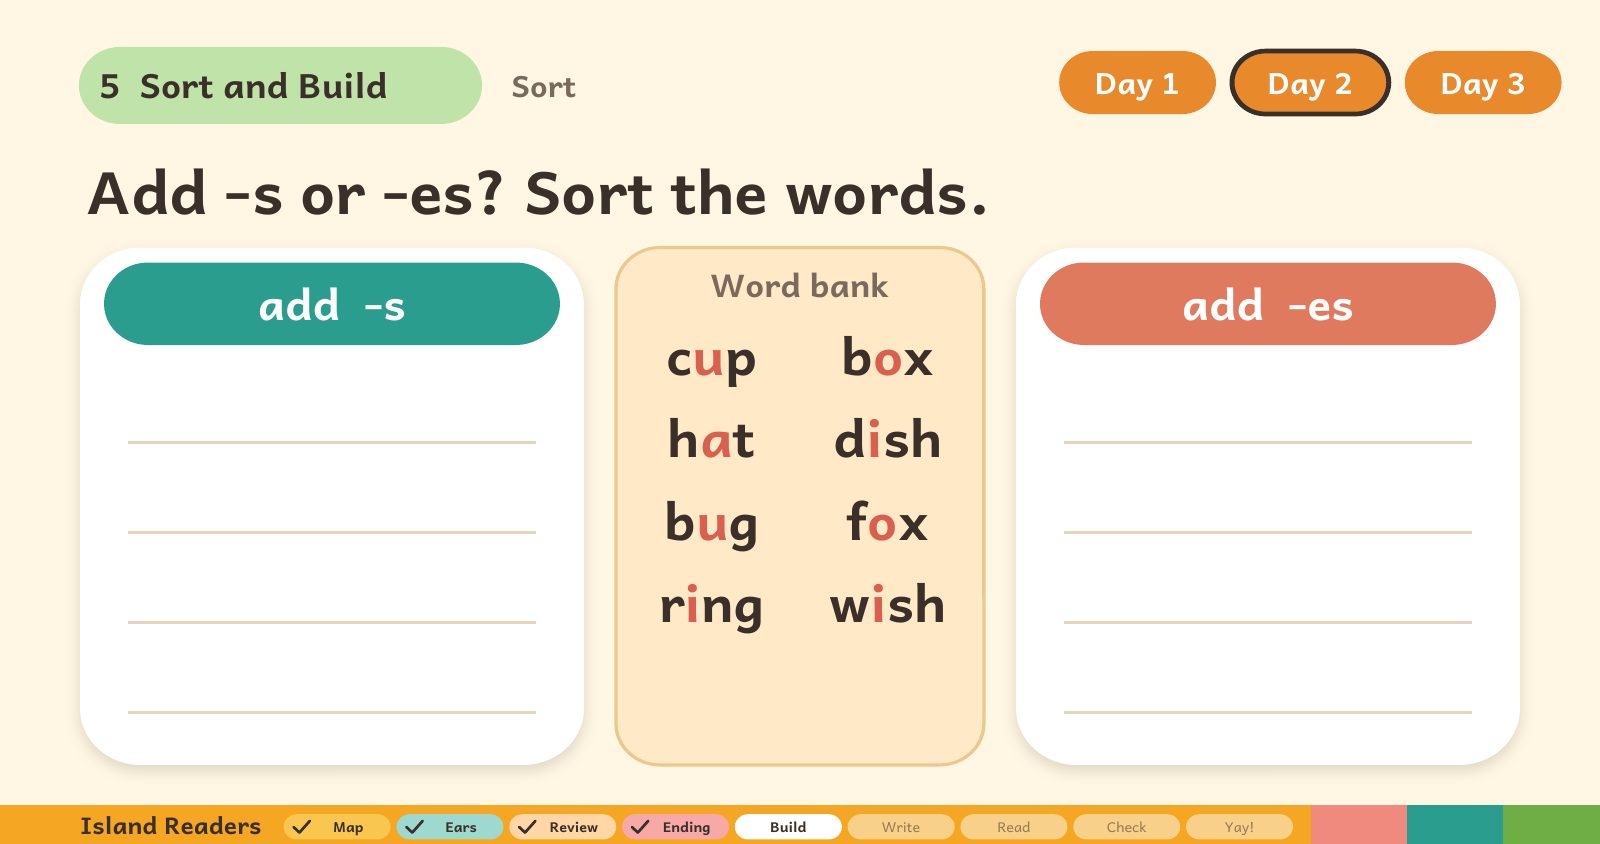 5 Sort and Build
Sort
Day 1
Day 2
Day 3
Add –s or –es? Sort the words.
add –s
Word bank
cup
box
hat
dish
bug
fox
ring
wish
add –es
Island Readers
Map
Ears
Review
Ending
Build
Write
Read
Check
Yay!